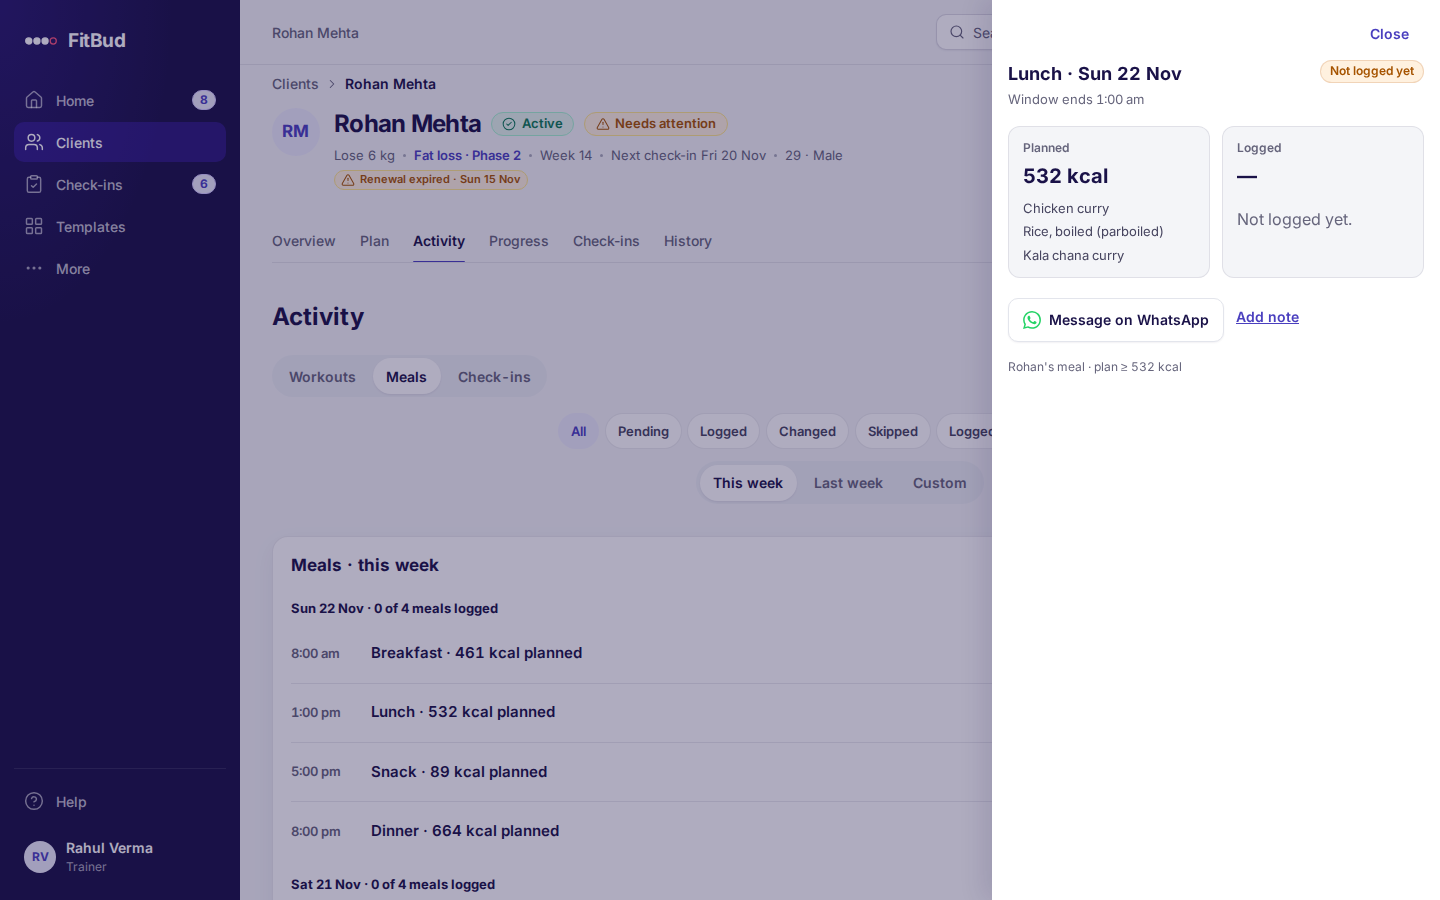 FitBud
Home 8
Clients
Check-ins 6
Templates
More
Help
RV Rahul Verma
Trainer
Rohan Mehta
Clients > Rohan Mehta
RM Rohan Mehta Active Needs attention
Lose 6 kg · Fat loss · Phase 2 · Week 14 · Next check-in Fri 20 Nov · 29 · Male
Renewal expired · Sun 15 Nov
Overview Plan Activity Progress Check-ins History
Activity
Workouts Meals Check-ins
All Pending Logged Changed Skipped
This week Last week Custom
Meals · this week
Sun 22 Nov · 0 of 4 meals logged
8:00 am Breakfast · 461 kcal planned
1:00 pm Lunch · 532 kcal planned
5:00 pm Snack · 89 kcal planned
8:00 pm Dinner · 664 kcal planned
Sat 21 Nov · 0 of 4 meals logged
Close
Lunch · Sun 22 Nov Not logged yet
Window ends 1:00 am
Planned
532 kcal
Chicken curry
Rice, boiled (parboiled)
Kala chana curry
Logged
—
Not logged yet.
Message on WhatsApp Add note
Rohan's meal · plan ≥ 532 kcal